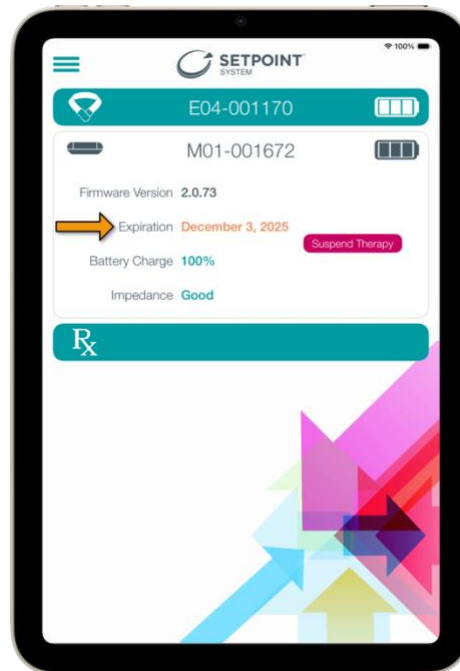 100%
SETPOINT
SYSTEM
E04-001170
M01-001672
Firmware Version 2.0.73
Expiration December 3, 2025
Suspend Therapy
Battery Charge 100%
Impedance Good
Rx